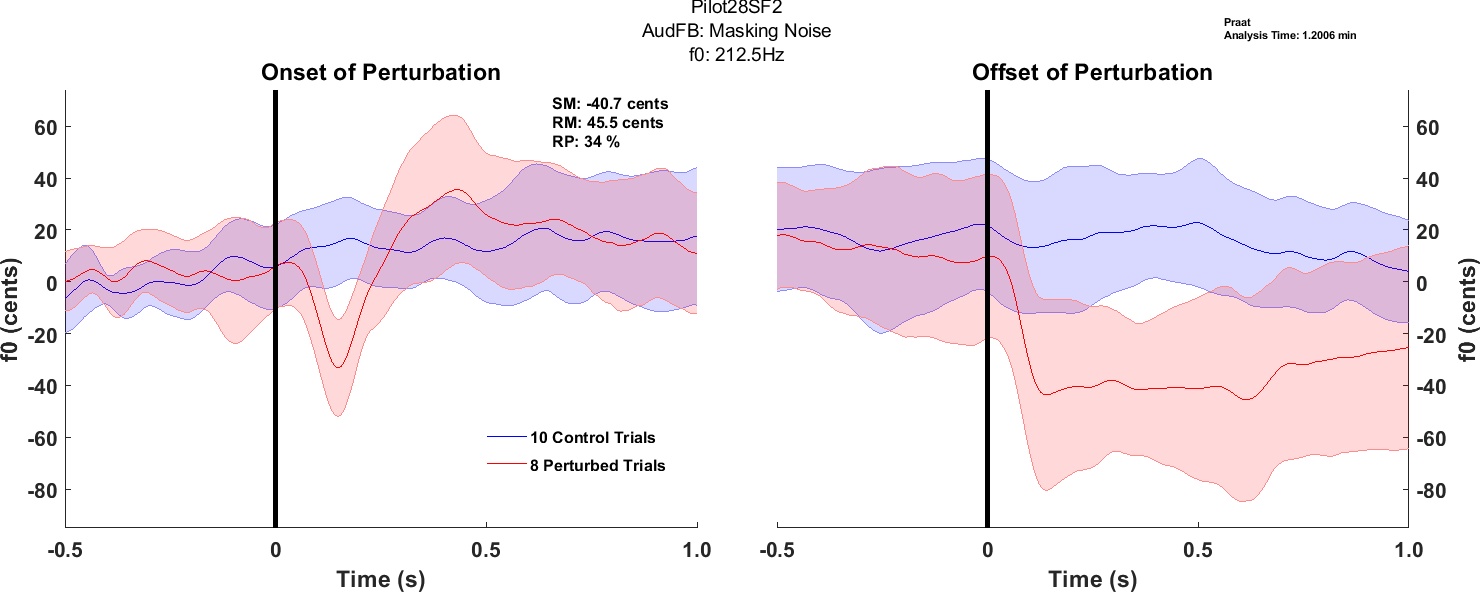 Pilot28SF2
AudFB: Masking Noise
f0: 212.5Hz
Praat
Analysis Time: 1.2006 min
Onset of Perturbation
SM: -40.7 cents
RM: 45.5 cents
RP: 34 %
60
40
20
0
-20
-40
-60
-80
f0 (cents)
10 Control Trials
8 Perturbed Trials
-0.5 0 0.5 1.0
Time (s)
Offset of Perturbation
60
40
20
0
-20
-40
-60
-80
f0 (cents)
-0.5 0 0.5 1.0
Time (s)